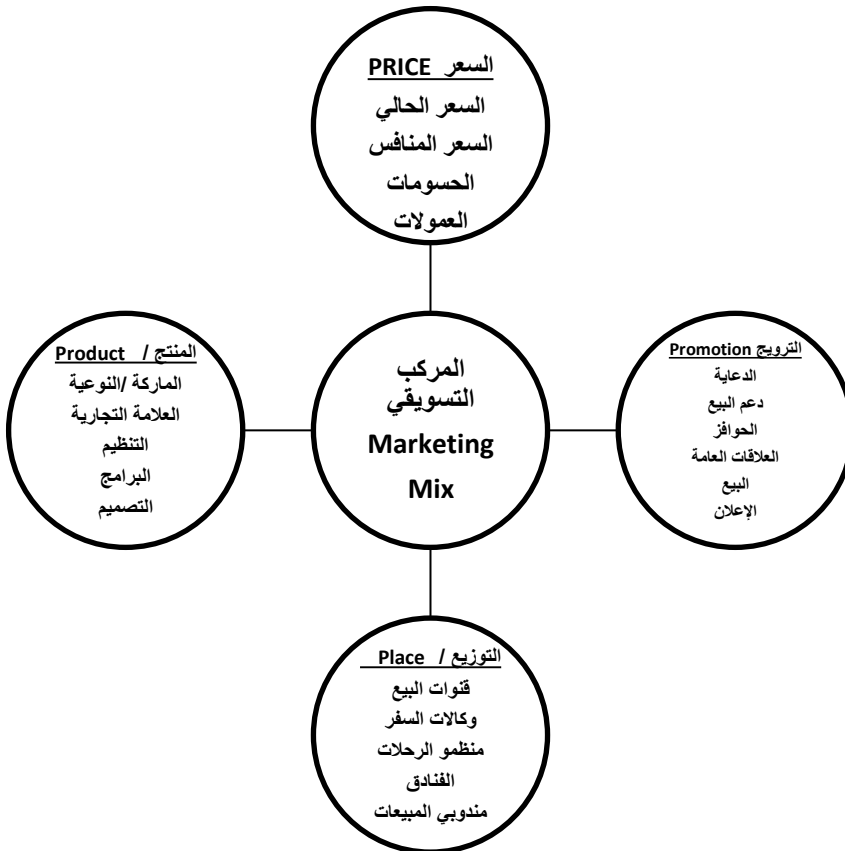 السعر PRICE
السعر الحالي
السعر المنافس
الحسومات
العمولات
المنتج / Product
الماركة /النوعية
العلامة التجارية
التنظيم
البرامج
التصميم
المركب
التسويقي
Marketing
Mix
الترويج Promotion
الدعاية
دعم البيع
الحوافز
العلاقات العامة
البيع
الإعلان
التوزيع / Place
قنوات البيع
وكالات السفر
منظمو الرحلات
الفنادق
مندوبي المبيعات